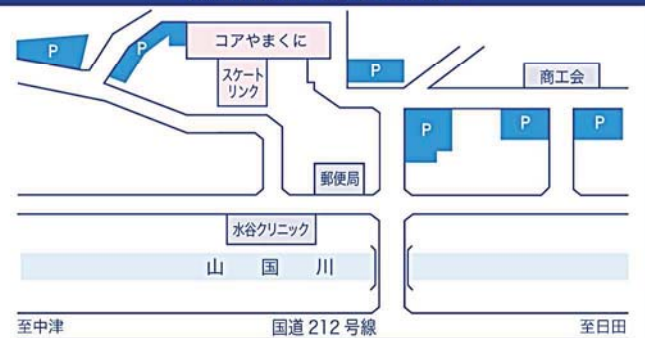 P
P
コアやまくに
スケート
リンク
P
商工会
P
P
P
郵便局
水谷クリニック
山国川
至中津
国道212号線
至日田